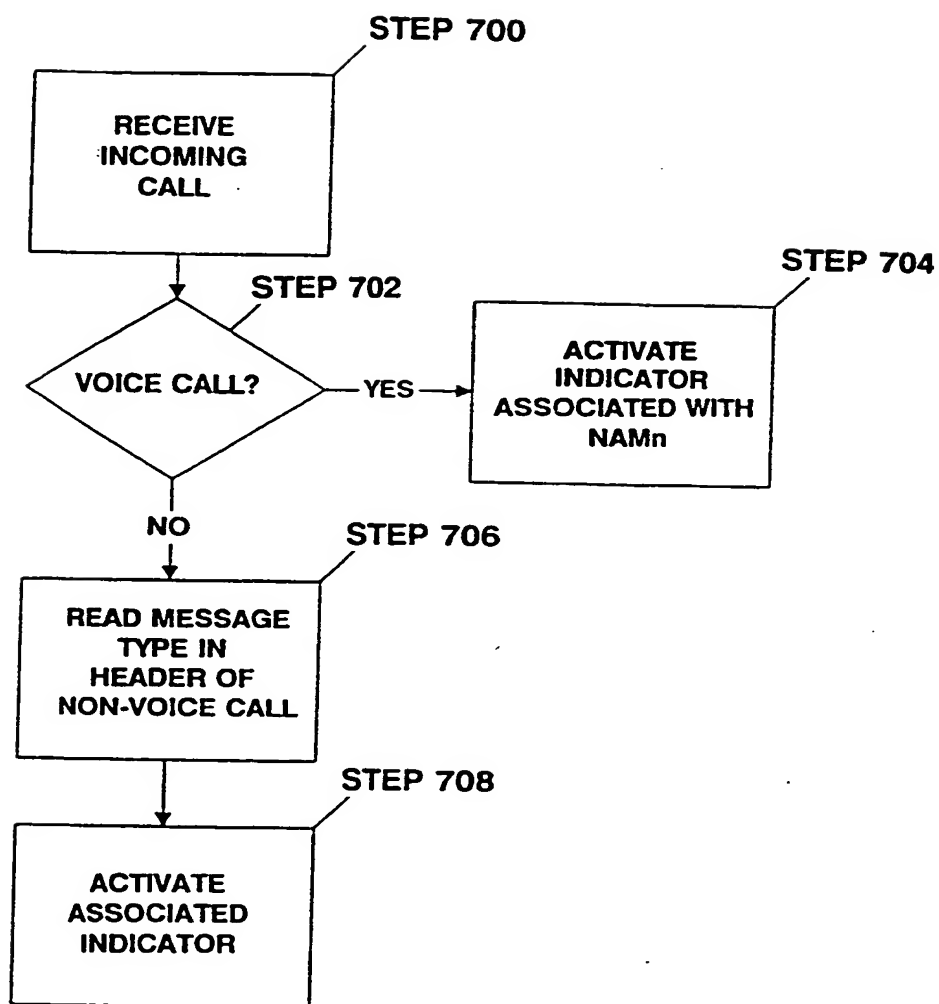 STEP 700
RECEIVE
INCOMING
CALL
STEP 702
VOICE CALL?
YES
STEP 704
ACTIVATE
INDICATOR
ASSOCIATED WITH
NAMn
NO
STEP 706
READ MESSAGE
TYPE IN
HEADER OF
NON-VOICE CALL
STEP 708
ACTIVATE
ASSOCIATED
INDICATOR